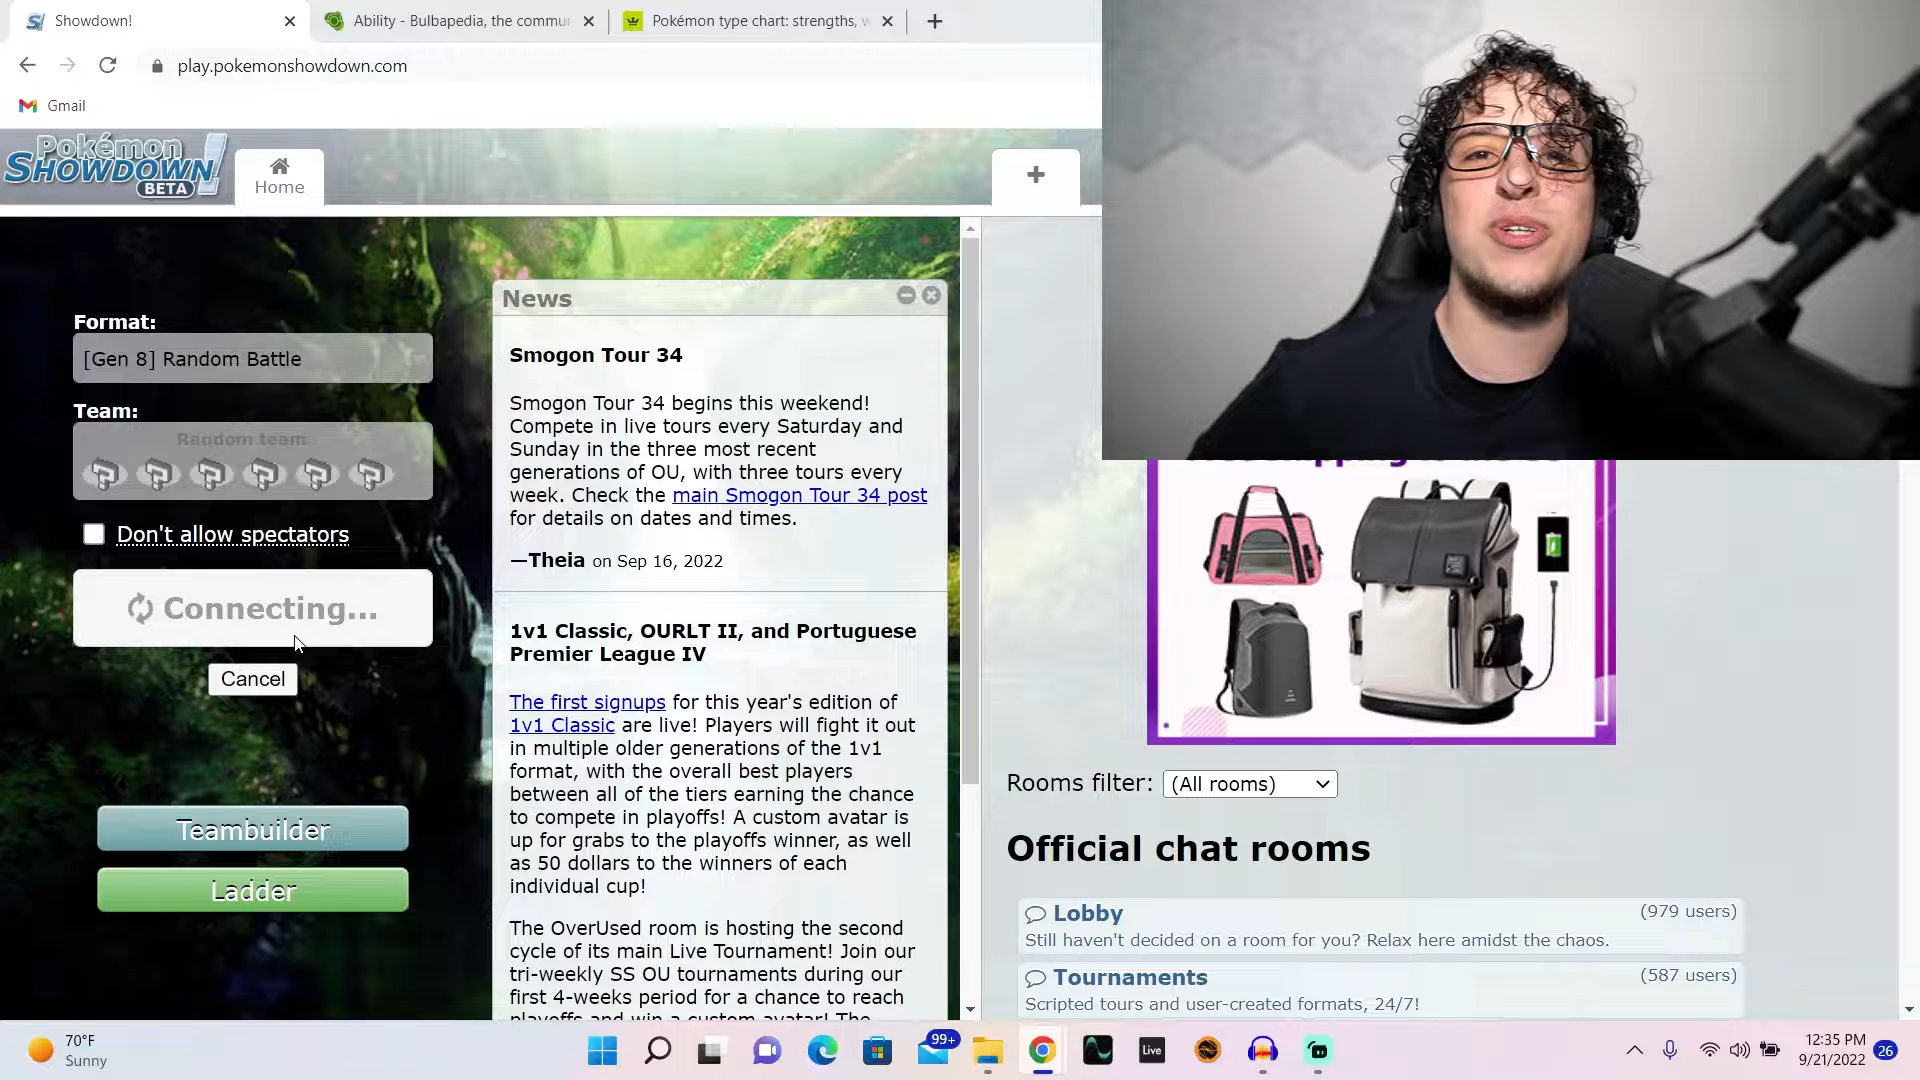 Showdown!
Ability - Bulbapedia, the commu
Pokémon type chart: strengths, w
play.pokemonshowdown.com
Gmail
Pokémon
SHOWDOWN!
BETA
Home
Format:
[Gen 8] Random Battle
Team:
Random team
Don't allow spectators
Connecting...
Cancel
Teambuilder
Ladder
News
Smogon Tour 34
Smogon Tour 34 begins this weekend!
Compete in live tours every Saturday and
Sunday in the three most recent
generations of OU, with three tours every
week. Check the main Smogon Tour 34 post
for details on dates and times.
—Theia on Sep 16, 2022
1v1 Classic, OURLT II, and Portuguese
Premier League IV
The first signups for this year's edition of
1v1 Classic are live! Players will fight it out
in multiple older generations of the 1v1
format, with the overall best players
between all of the tiers earning the chance
to compete in playoffs! A custom avatar is
up for grabs to the playoffs winner, as well
as 50 dollars to the winners of each
individual cup!
The OverUsed room is hosting the second
cycle of its main Live Tournament! Join our
tri-weekly SS OU tournaments during our
first 4-weeks period for a chance to reach
playoffs and win a custom avatar! The
Rooms filter: (All rooms)
Official chat rooms
Lobby (979 users)
Still haven't decided on a room for you? Relax here amidst the chaos.
Tournaments (587 users)
Scripted tours and user-created formats, 24/7!
70°F
Sunny
99+
Live
12:35 PM
9/21/2022
26